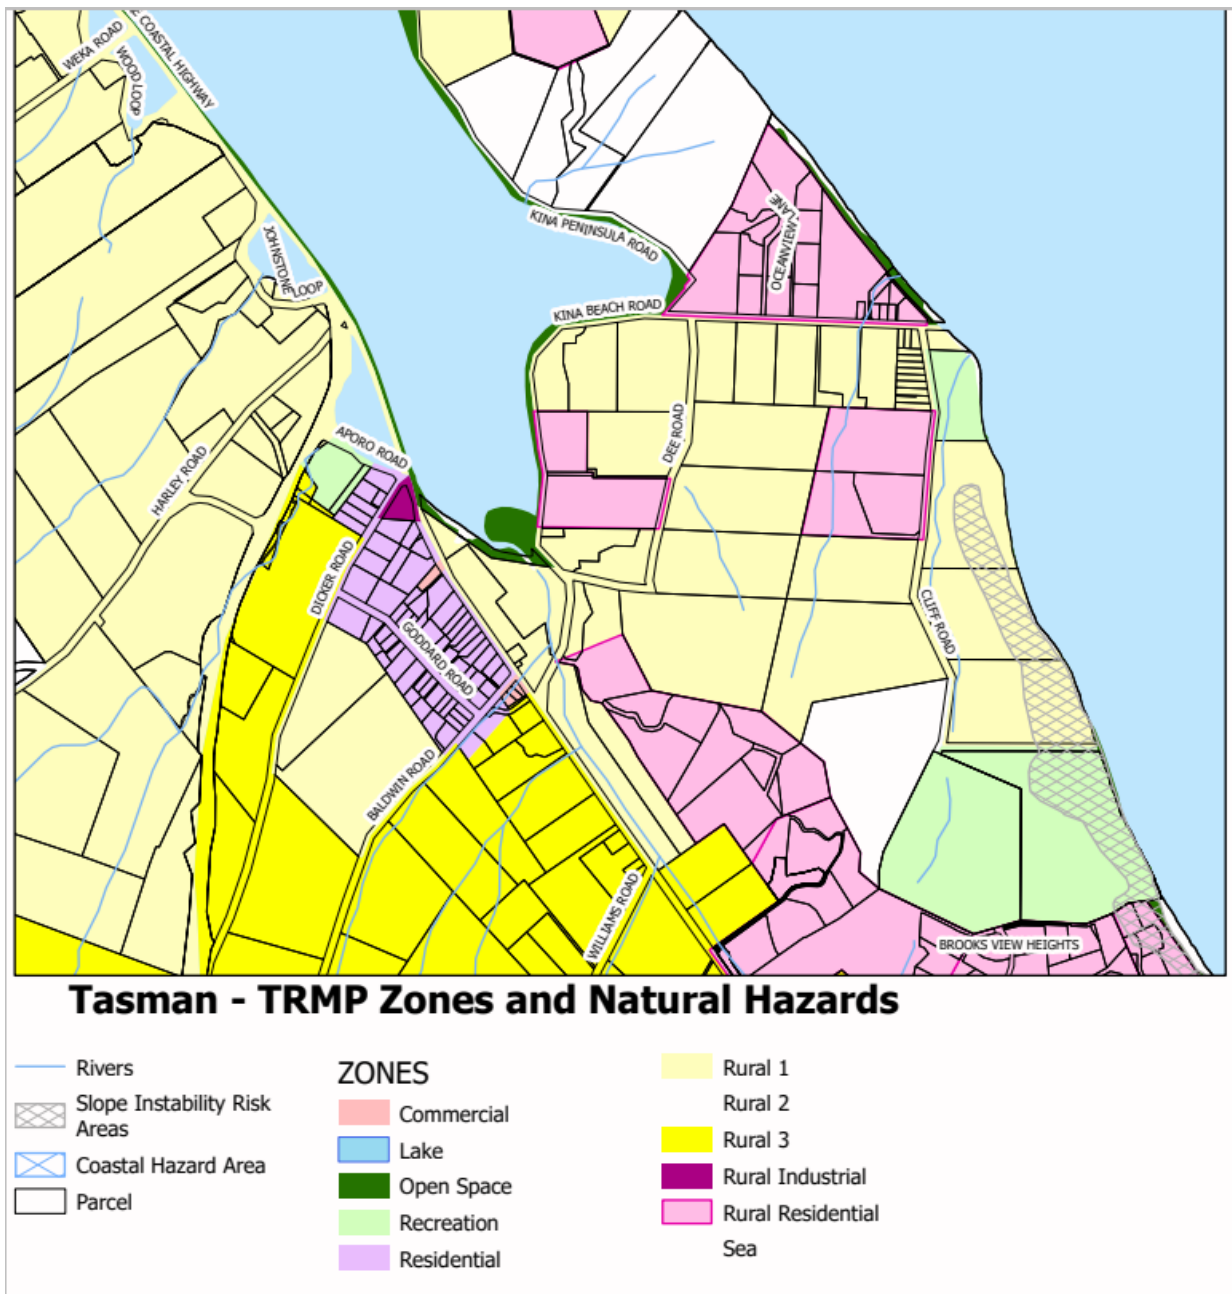 WEKA ROAD
E COASTAL HIGHWAY
WOOD LOOP
JOHNSTONE LOOP
KINA PENINSULA ROAD
OCEANVIEW LANE
KINA BEACH ROAD
HARLEY ROAD
APORO ROAD
DEE ROAD
DICKER ROAD
GODDARD ROAD
CLIFF ROAD
BALDWIN ROAD
WILLIAMS ROAD
BROOKS VIEW HEIGHTS
Tasman - TRMP Zones and Natural Hazards
Rivers
Slope Instability Risk
Areas
Coastal Hazard Area
Parcel
ZONES
Commercial
Lake
Open Space
Recreation
Residential
Rural 1
Rural 2
Rural 3
Rural Industrial
Rural Residential
Sea